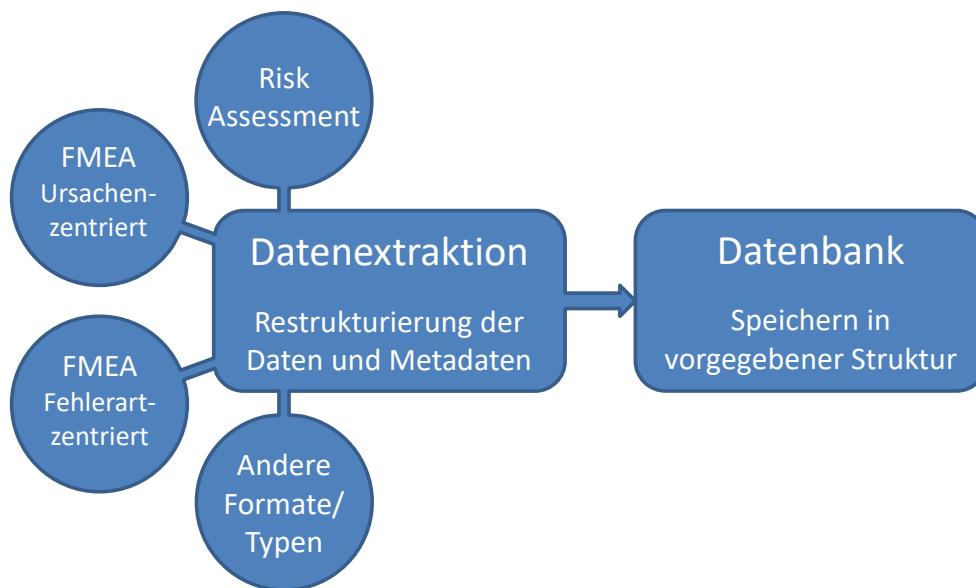 Risk
Assessment
FMEA
Ursachen-
zentriert
Datenextraktion
Restrukturierung der
Daten und Metadaten
Datenbank
Speichern in
vorgegebener Struktur
FMEA
Fehlerart-
zentriert
Andere
Formate/
Typen